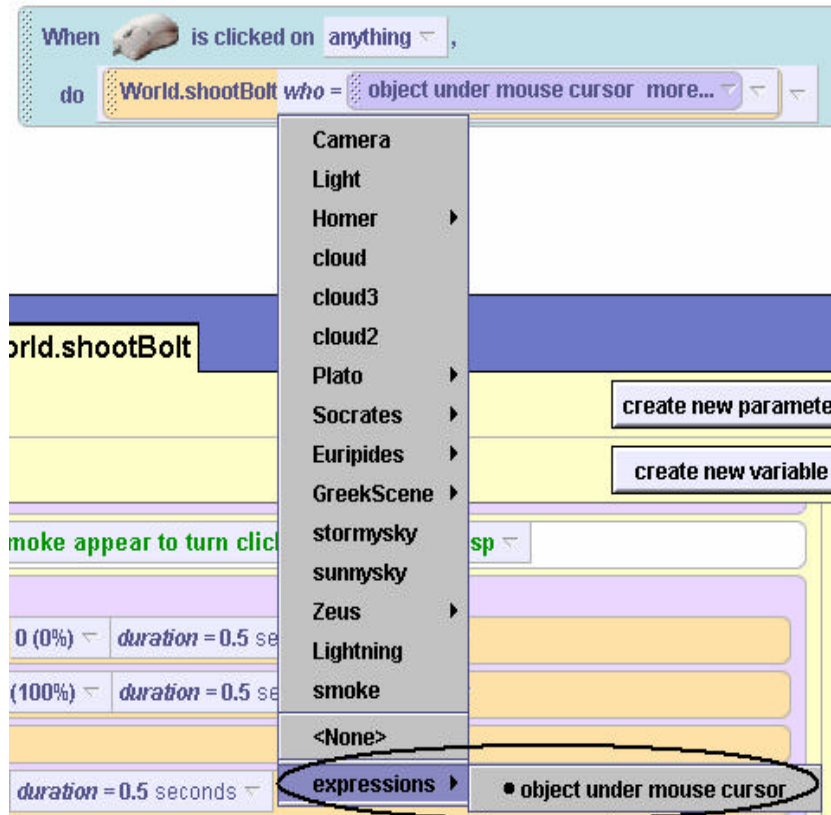 When is clicked on anything ,
do World.shootBolt who = object under mouse cursor more...
Camera
Light
Homer
cloud
cloud3
cloud2
orld.shootBolt
Plato
create new paramete
Socrates
Euripides
create new variable
GreekScene
moke appear to turn clic sp
stormysky
sunnysky
Zeus
0 (0%) duration = 0.5 se
Lightning
(100%) duration = 0.5 se
smoke
<None>
duration = 0.5 seconds
expressions
object under mouse cursor